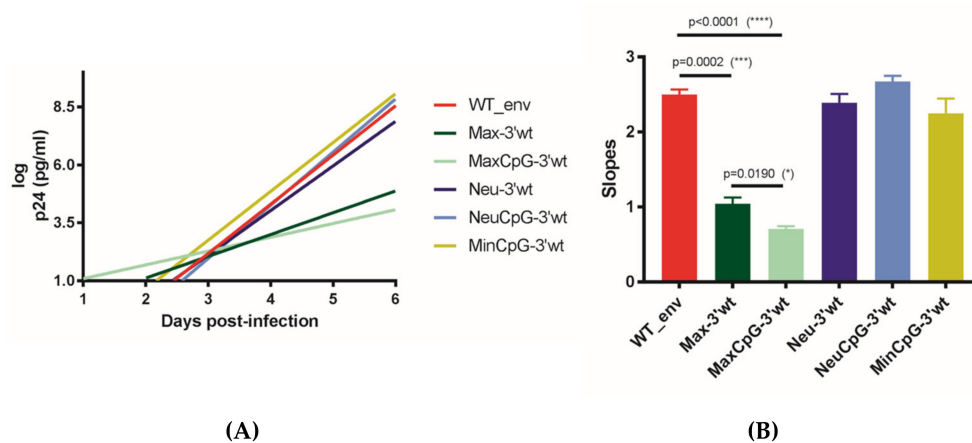 log
p24 (pg/ml)
8.5
6.0
3.5
1.0
1 2 3 4 5 6
Days post-infection
WT_env
Max-3'wt
MaxCpG-3'wt
Neu-3'wt
NeuCpG-3'wt
MinCpG-3'wt
(A)
p<0.0001 (****)
p=0.0002 (***)
p=0.0190 (*)
Slopes
3
2
1
0
WT_env
Max-3'wt
MaxCpG-3'wt
Neu-3'wt
NeuCpG-3'wt
MinCpG-3'wt
(B)